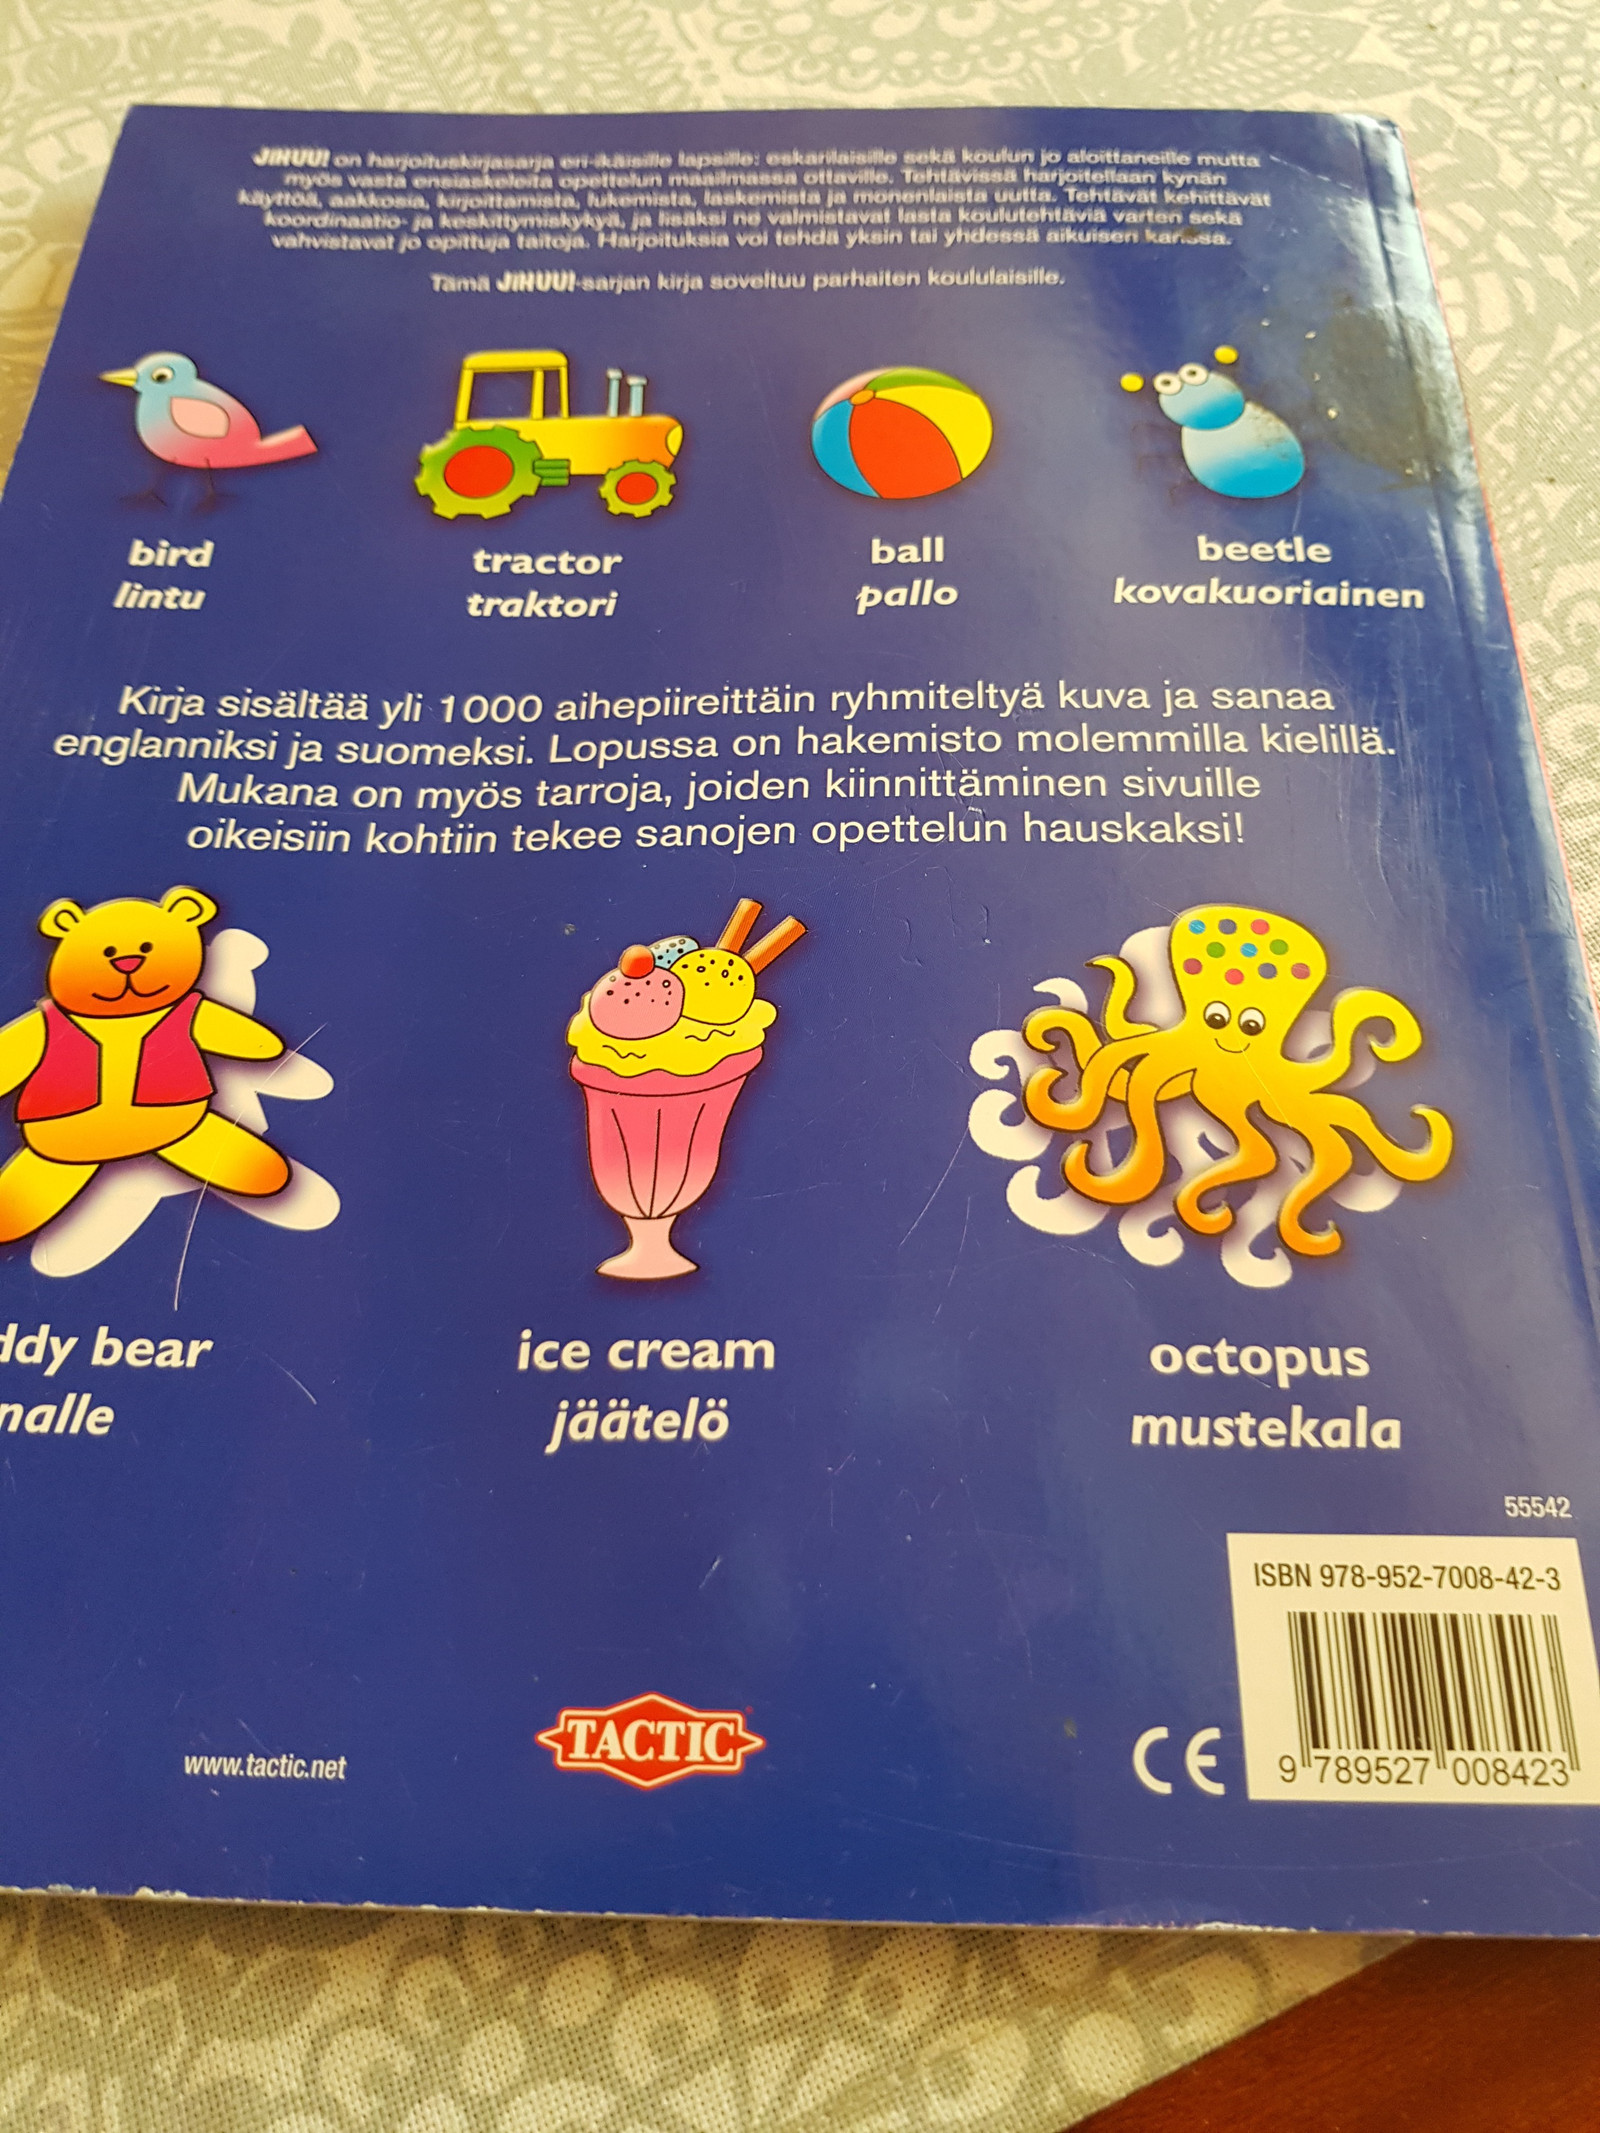 JIHUU! on harjoituskirjasarja eri-ikäisille lapsille: eskarilaisille sekä koulun jo aloittaneille mutta
myös vasta ensiaskeleita opettelun maailmassa ottaville. Tehtävissä harjoitellaan kynän
käyttöä, aakkosia, kirjoittamista, lukemista, laskemista ja monenlaista uutta. Tehtävät kehittävät
koordinaatio- ja keskittymiskykyä, ja lisäksi ne valmistavat lasta koulutehtäviä varten sekä
vahvistavat jo opittuja taitoja. Harjoituksia voi tehdä yksin tai yhdessä aikuisen kanssa.
Tämä JIHUU!-sarjan kirja soveltuu parhaiten koululaisille.
bird tractor ball beetle
lintu traktori pallo kovakuoriainen
Kirja sisältää yli 1000 aihepiireittäin ryhmiteltyä kuva ja sanaa
englanniksi ja suomeksi. Lopussa on hakemisto molemmilla kielillä.
Mukana on myös tarroja, joiden kiinnittäminen sivuille
oikeisiin kohtiin tekee sanojen opettelun hauskaksi!
ddy bear ice cream octopus
nalle jäätelö mustekala
55542
ISBN 978-952-7008-42-3
9 789527 008423
www.tactic.net
TACTIC
CE